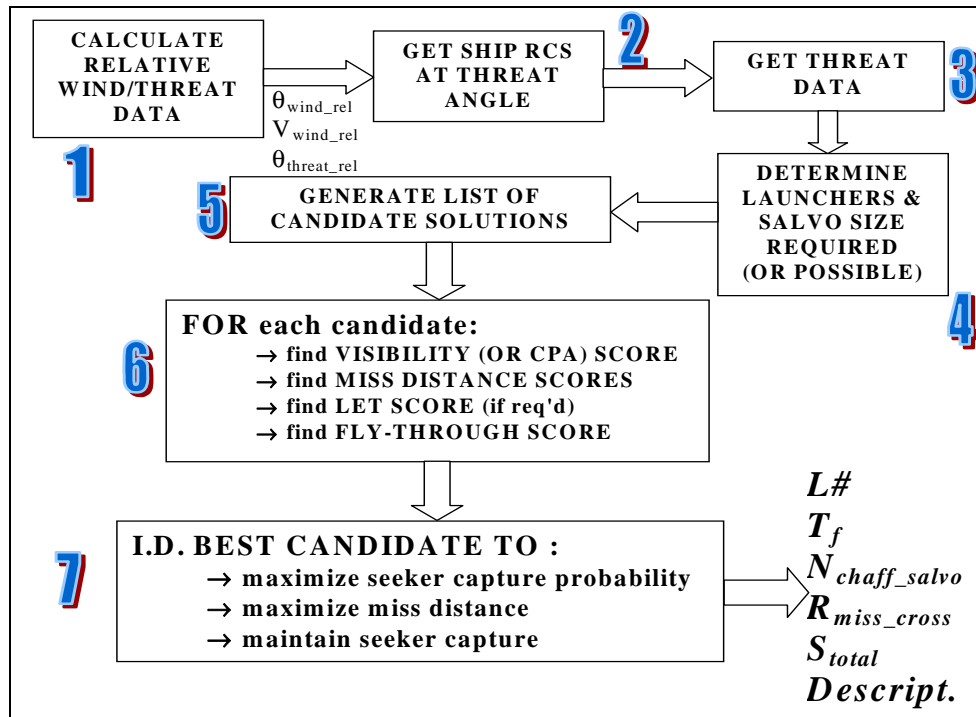 1
CALCULATE
RELATIVE
WIND/THREAT
DATA
θwind_rel
Vwind_rel
θthreat_rel
2
GET SHIP RCS
AT THREAT
ANGLE
3
GET THREAT
DATA
4
DETERMINE
LAUNCHERS &
SALVO SIZE
REQUIRED
(OR POSSIBLE)
5
GENERATE LIST OF
CANDIDATE SOLUTIONS
6
FOR each candidate:
→ find VISIBILITY (OR CPA) SCORE
→ find MISS DISTANCE SCORES
→ find LET SCORE (if req'd)
→ find FLY-THROUGH SCORE
7
I.D. BEST CANDIDATE TO :
→ maximize seeker capture probability
→ maximize miss distance
→ maintain seeker capture
L#
Tf
Nchaff_salvo
Rmiss_cross
Stotal
Descript.